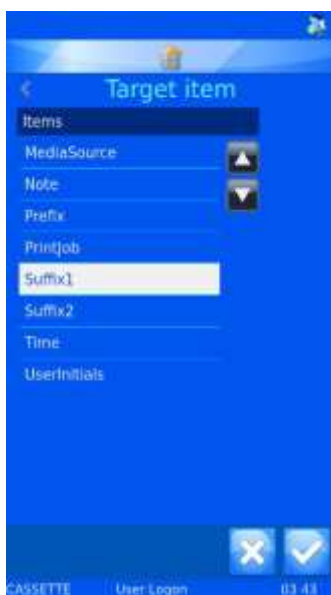 Target item
Items
MediaSource
Note
Prefix
PrintJob
Suffix1
Suffix2
Time
UserInitials
CASSETTE User Logon 03:43